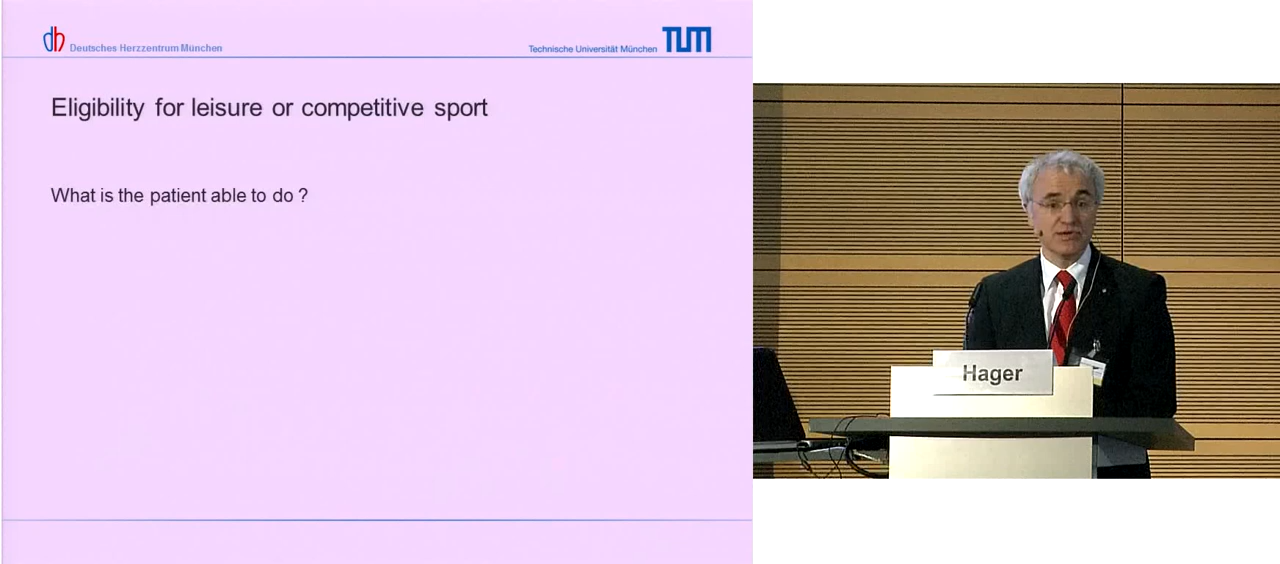 Deutsches Herzzentrum München
Technische Universität München TUM
Eligibility for leisure or competitive sport
What is the patient able to do ?
Hager